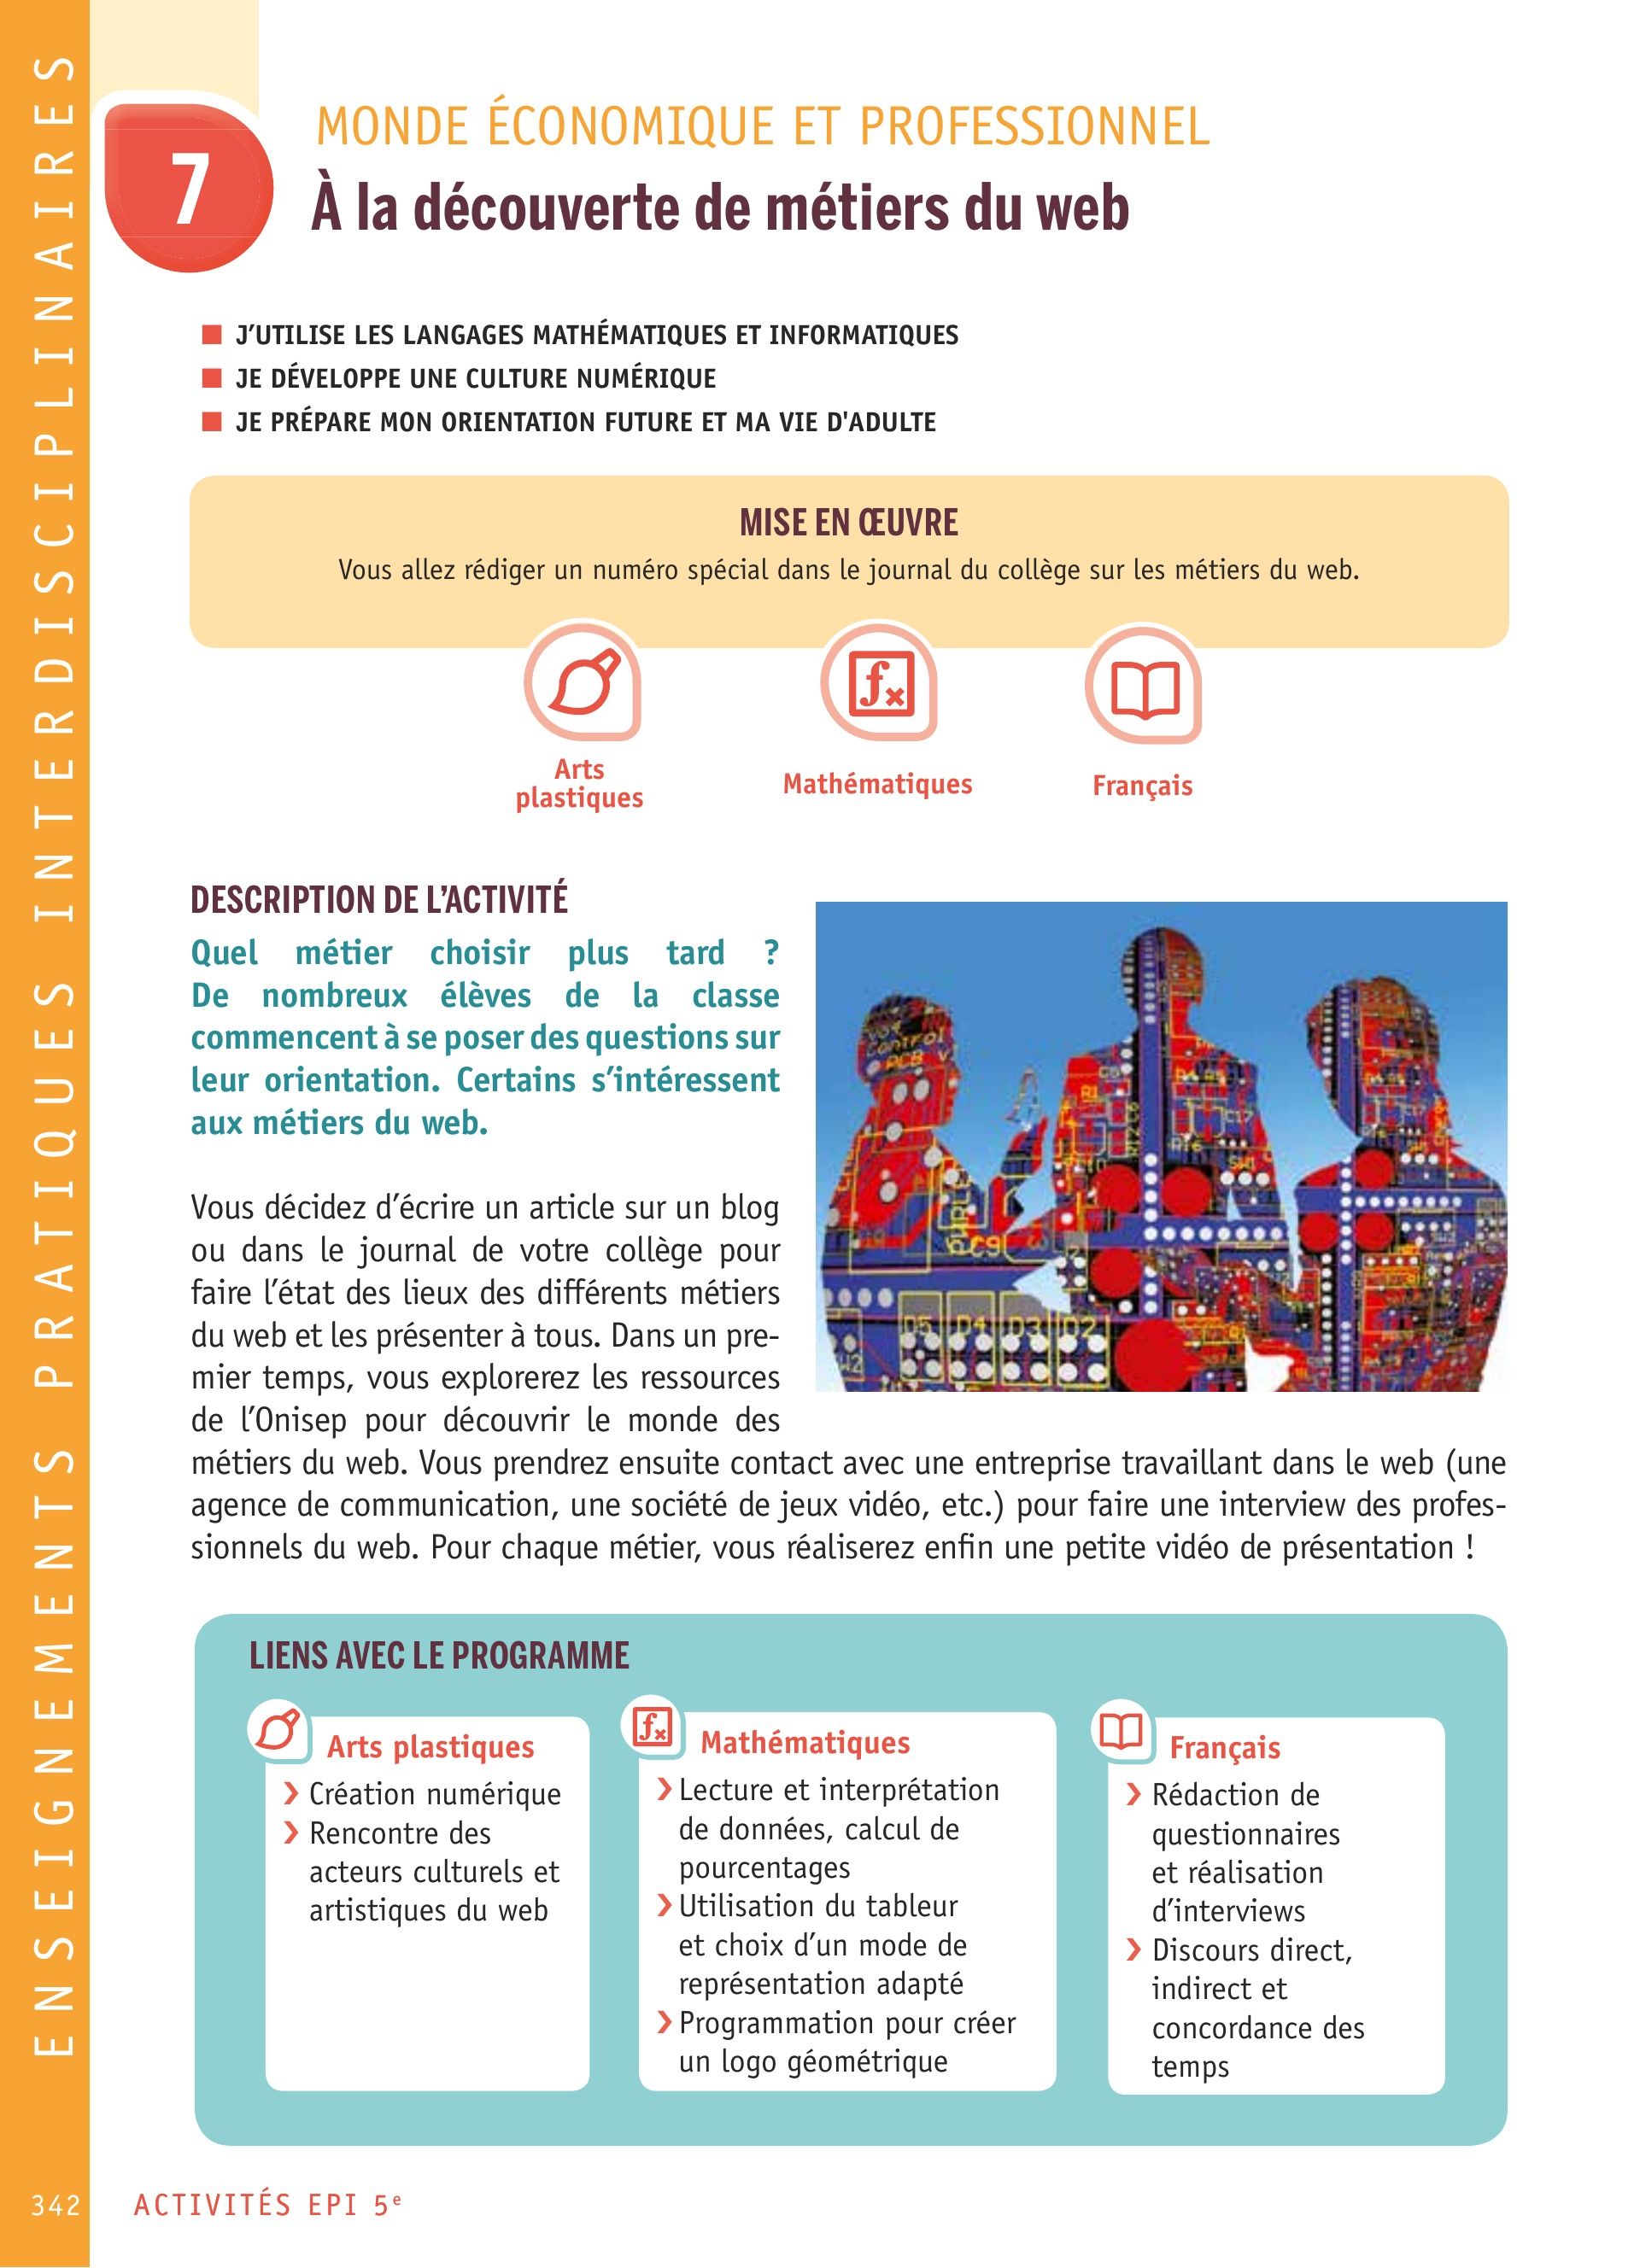 ENSEIGNEMENTS PRATIQUES INTERDISCIPLINAIRES
7
MONDE ÉCONOMIQUE ET PROFESSIONNEL
À la découverte de métiers du web
J’UTILISE LES LANGAGES MATHÉMATIQUES ET INFORMATIQUES
JE DÉVELOPPE UNE CULTURE NUMÉRIQUE
JE PRÉPARE MON ORIENTATION FUTURE ET MA VIE D'ADULTE
MISE EN ŒUVRE
Vous allez rédiger un numéro spécial dans le journal du collège sur les métiers du web.
Arts
plastiques
Mathématiques
Français
DESCRIPTION DE L’ACTIVITÉ
Quel métier choisir plus tard ?
De nombreux élèves de la classe
commencent à se poser des questions sur
leur orientation. Certains s’intéressent
aux métiers du web.
Vous décidez d’écrire un article sur un blog
ou dans le journal de votre collège pour
faire l’état des lieux des différents métiers
du web et les présenter à tous. Dans un pre-
mier temps, vous explorerez les ressources
de l’Onisep pour découvrir le monde des
métiers du web. Vous prendrez ensuite contact avec une entreprise travaillant dans le web (une
agence de communication, une société de jeux vidéo, etc.) pour faire une interview des profes-
sionnels du web. Pour chaque métier, vous réaliserez enfin une petite vidéo de présentation !
control
C9
D5 D4 D3 D2
LIENS AVEC LE PROGRAMME
Arts plastiques
❯ Création numérique
❯ Rencontre des
acteurs culturels et
artistiques du web
Mathématiques
❯ Lecture et interprétation
de données, calcul de
pourcentages
❯ Utilisation du tableur
et choix d’un mode de
représentation adapté
❯ Programmation pour créer
un logo géométrique
Français
❯ Rédaction de
questionnaires
et réalisation
d’interviews
❯ Discours direct,
indirect et
concordance des
temps
342 ACTIVITÉS EPI 5e